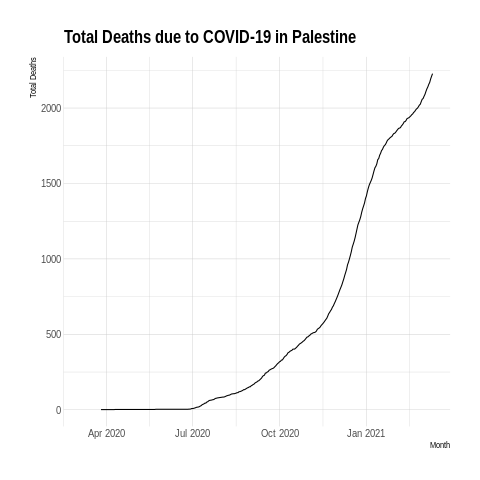 Total Deaths due to COVID-19 in Palestine
Total Deaths
2000
1500
1000
500
0
Apr 2020 Jul 2020 Oct 2020 Jan 2021
Month